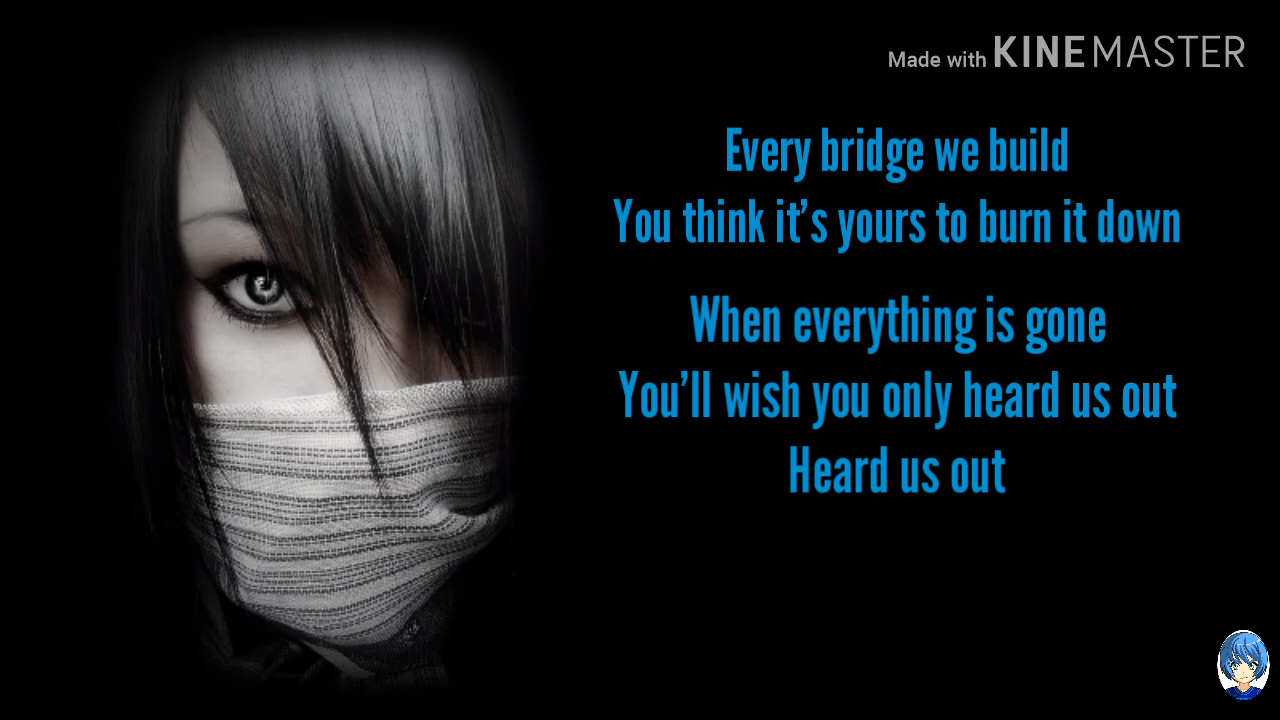 Made with KINEMASTER
Every bridge we build
You think it's yours to burn it down
When everything is gone
You'll wish you only heard us out
Heard us out